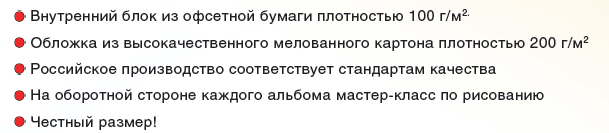 Внутренний блок из офсетной бумаги плотностью 100 г/м².
Обложка из высокачественного мелованного картона плотностью 200 г/м²
Российское производство соответствует стандартам качества
На оборотной стороне каждого альбома мастер-класс по рисованию
Честный размер!